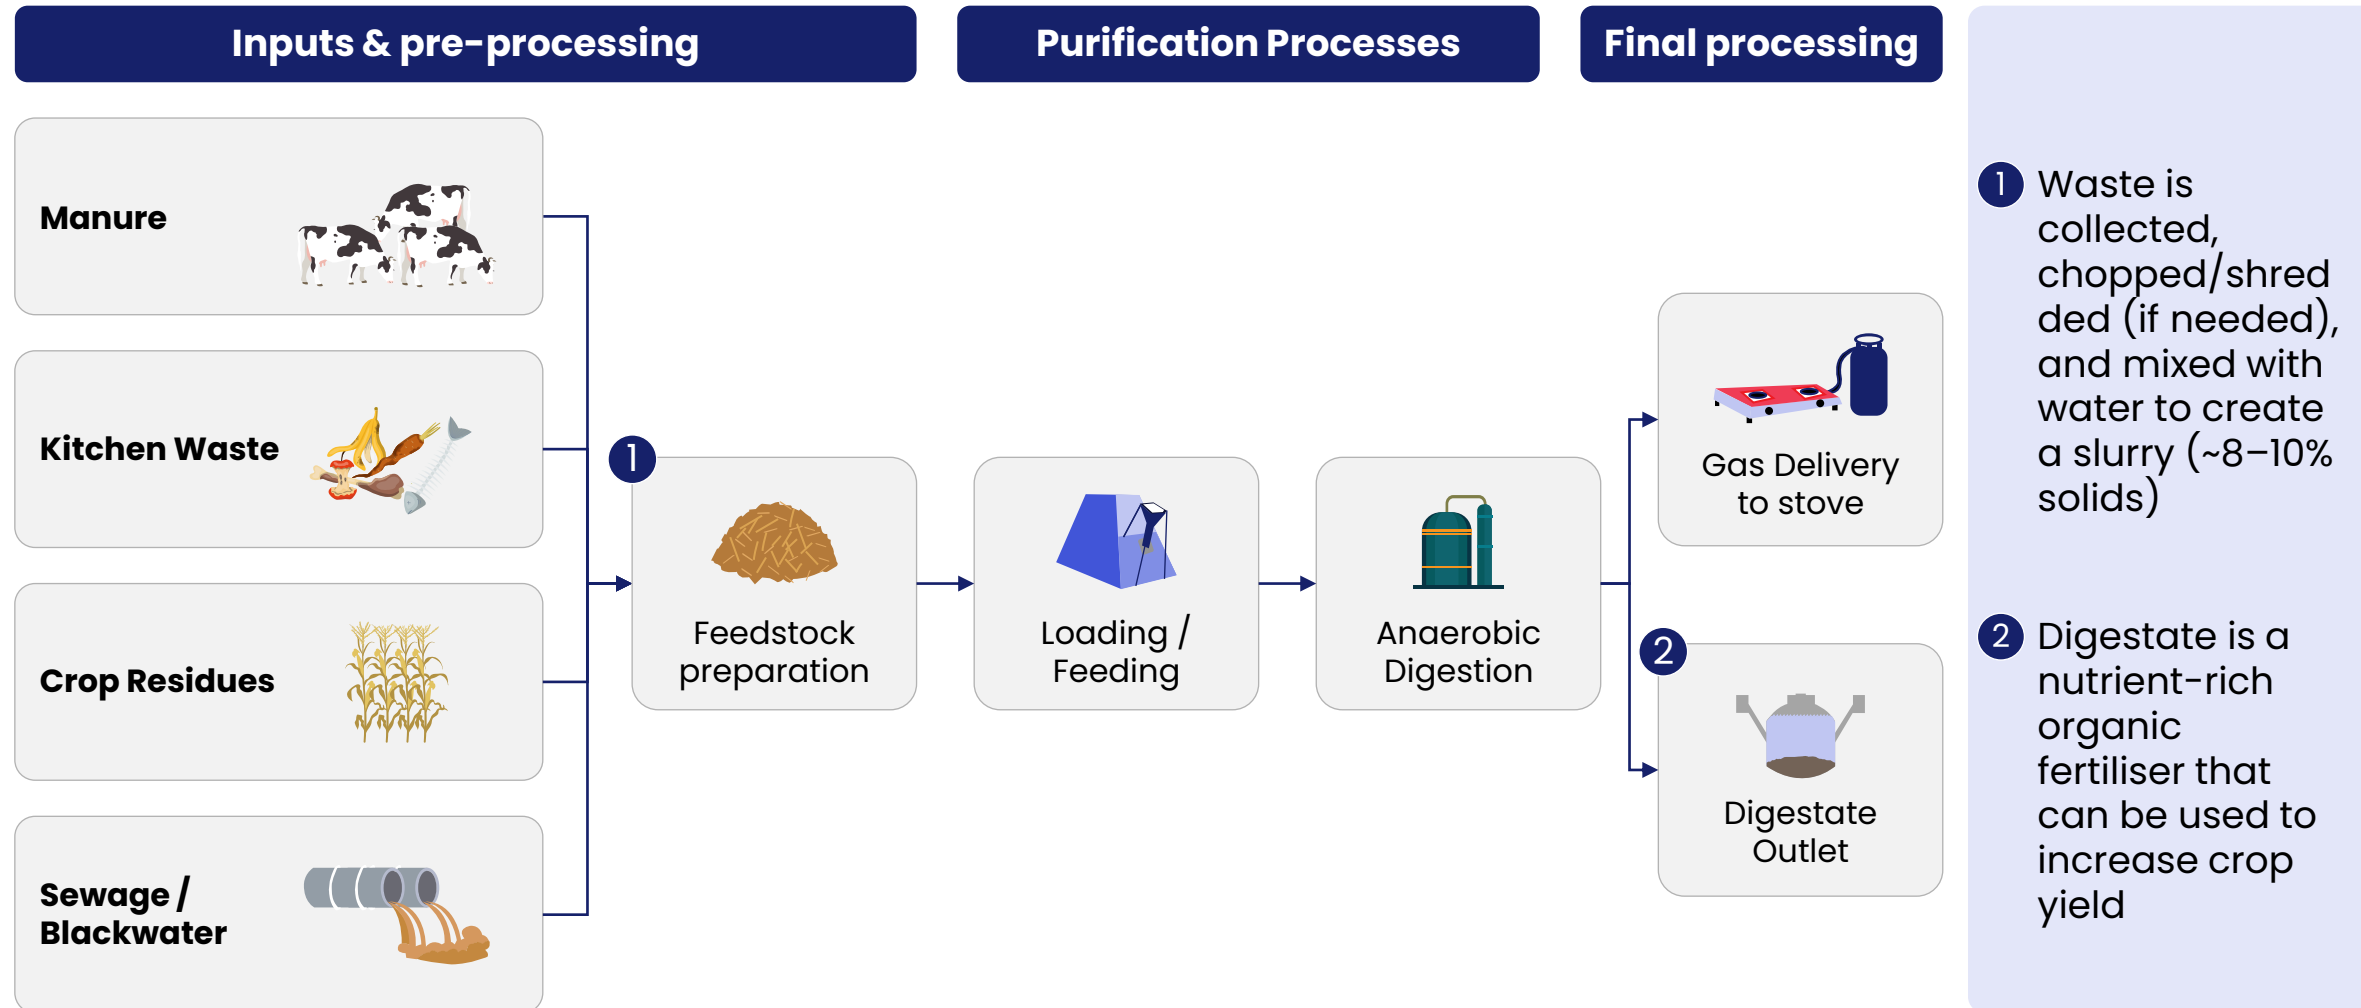 Inputs & pre-processing
Purification Processes
Final processing
Manure
Kitchen Waste
Crop Residues
Sewage /
Blackwater
1
Feedstock
preparation
Loading /
Feeding
Anaerobic
Digestion
Gas Delivery
to stove
2
Digestate
Outlet
1
Waste is
collected,
chopped/shred
ded (if needed),
and mixed with
water to create
a slurry (~8–10%
solids)
2
Digestate is a
nutrient-rich
organic
fertiliser that
can be used to
increase crop
yield